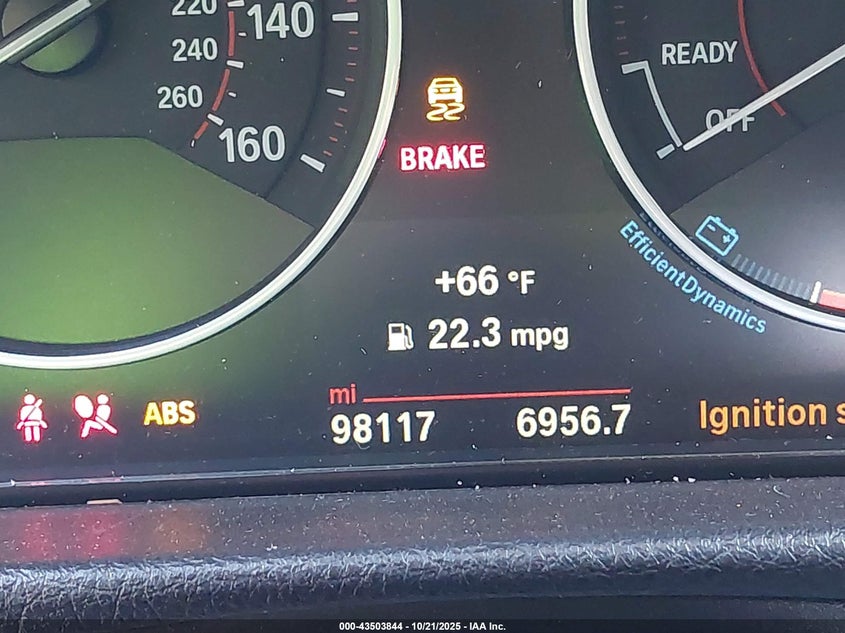 220
140
240
260
160
BRAKE
READY
OFF
+66 °F
22.3 mpg
EfficientDynamics
ABS
mi
98117
6956.7
Ignition s
000-43503844 - 10/21/2025 - IAA Inc.